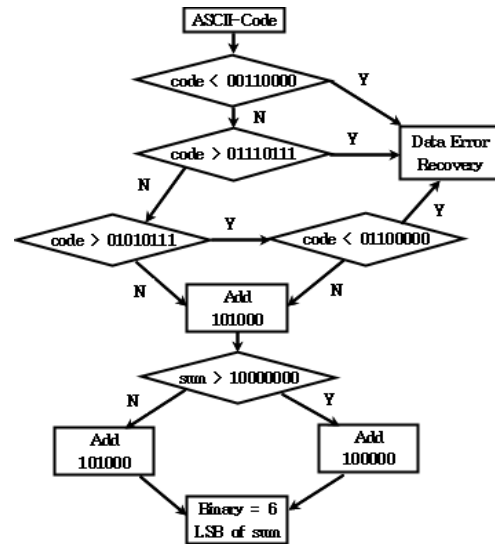 ASCII-Code
code < 00110000
Y
N
code > 01110111
Y
Data Error
Recovery
N
Y
Y
code > 01010111
code < 01100000
N
N
Add
101000
sum > 10000000
N
Y
Add
101000
Add
100000
Binary = 6
LSB of sum